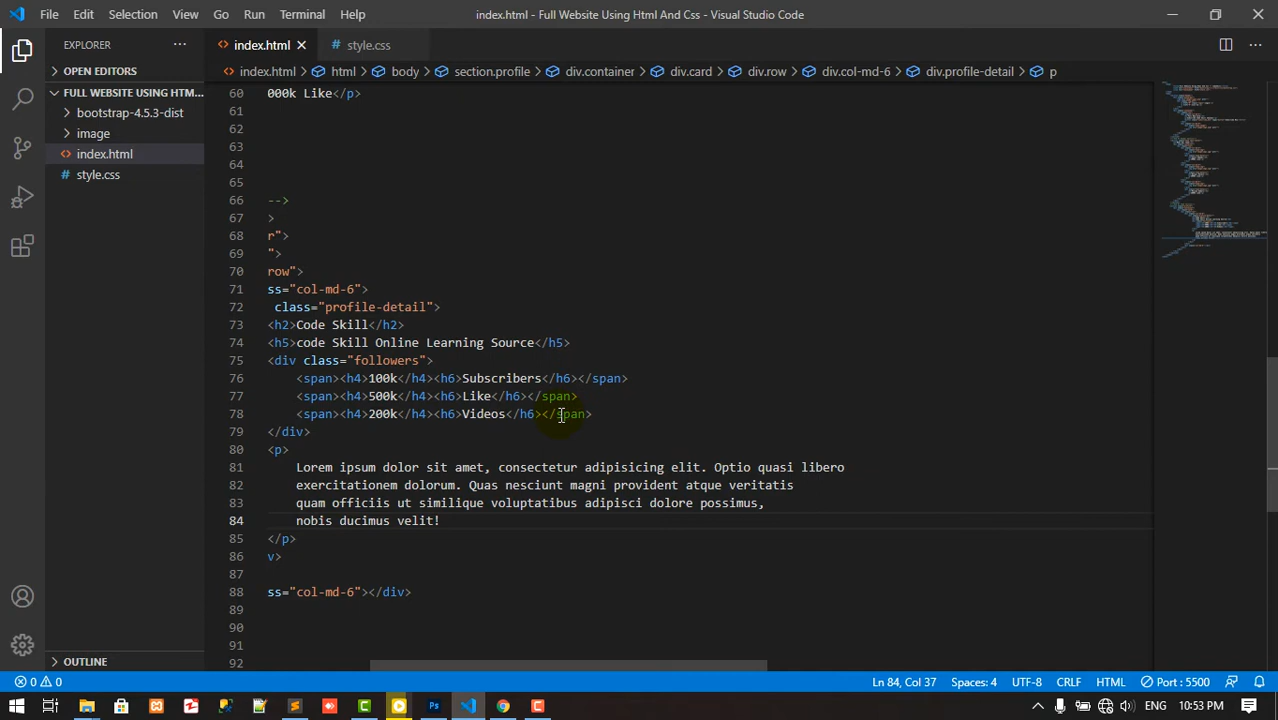 File Edit Selection View Go Run Terminal Help index.html - Full Website Using Html And Css - Visual Studio Code
EXPLORER
index.html
style.css
OPEN EDITORS
index.html > html > body > section.profile > div.container > div.card > div.row > div.col-md-6 > div.profile-detail > p
FULL WEBSITE USING HTM...
bootstrap-4.5.3-dist
image
index.html
style.css
60 000k Like</p>
61
62
63
64
65
66 -->
67 >
68 r">
69 ">
70 row">
71 ss="col-md-6">
72 class="profile-detail">
73 <h2>Code Skill</h2>
74 <h5>code Skill Online Learning Source</h5>
75 <div class="followers">
76 <span><h4>100k</h4><h6>Subscribers</h6></span>
77 <span><h4>500k</h4><h6>Like</h6></span>
78 <span><h4>200k</h4><h6>Videos</h6></span>
79 </div>
80 <p>
81 Lorem ipsum dolor sit amet, consectetur adipisicing elit. Optio quasi libero
82 exercitationem dolorum. Quas nesciunt magni provident atque veritatis
83 quam officiis ut similique voluptatibus adipisci dolore possimus,
84 nobis ducimus velit!
85 </p>
86 v>
87
88 ss="col-md-6"></div>
89
90
91
92
OUTLINE
0 0 Ln 84, Col 37 Spaces: 4 UTF-8 CRLF HTML Port : 5500
ENG 10:53 PM